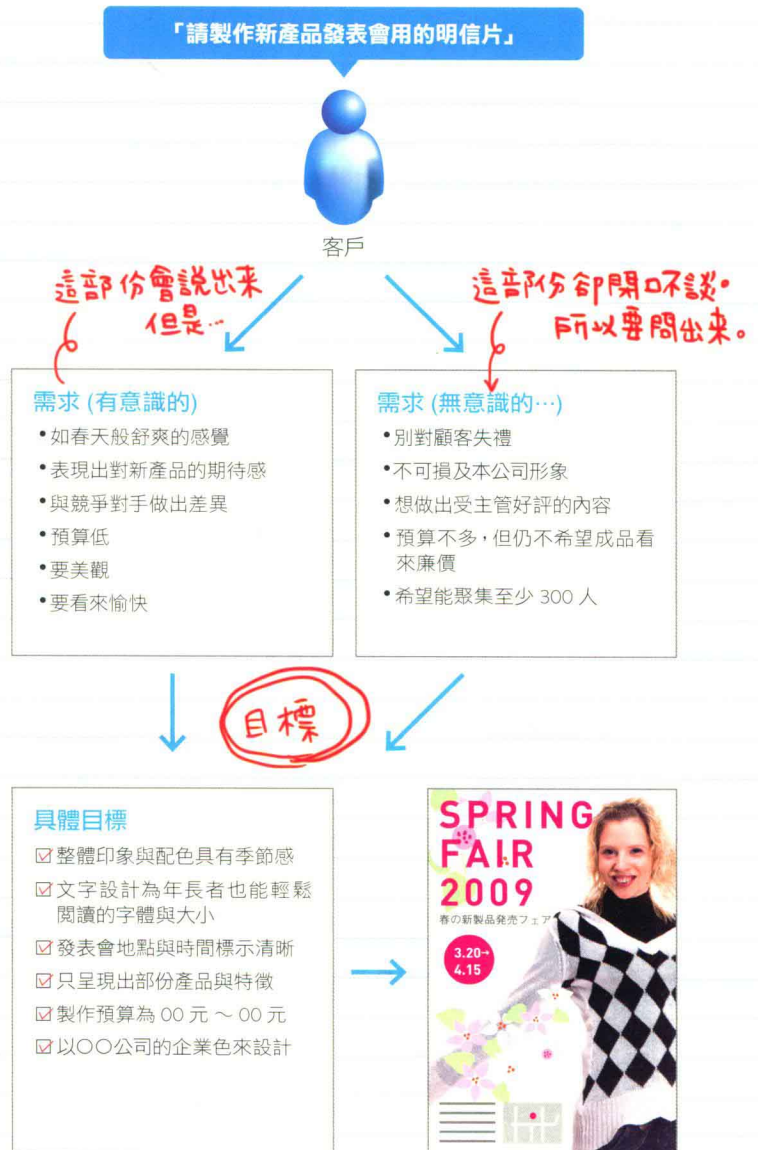 「請製作新產品發表會用的明信片」
客戶
這部份會說出来
但是…
這部份卻閉口不談。
所以要問出来。
需求 (有意識的)
•如春天般舒爽的感覺
•表現出對新產品的期待感
•與競爭對手做出差異
•預算低
•要美觀
•要看來愉快
需求 (無意識的…)
•別對顧客失禮
•不可損及本公司形象
•想做出受主管好評的內容
•預算不多，但仍不希望成品看
來廉價
•希望能聚集至少 300 人
目標
具體目標
☑整體印象與配色具有季節感
☑文字設計為年長者也能輕鬆
閱讀的字體與大小
☑發表會地點與時間標示清晰
☑只呈現出部份產品與特徵
☑製作預算為 00 元 ～ 00 元
☑以〇〇公司的企業色來設計
SPRING
FAIR
2009
春の新製品発売フェア
3.20→
4.15